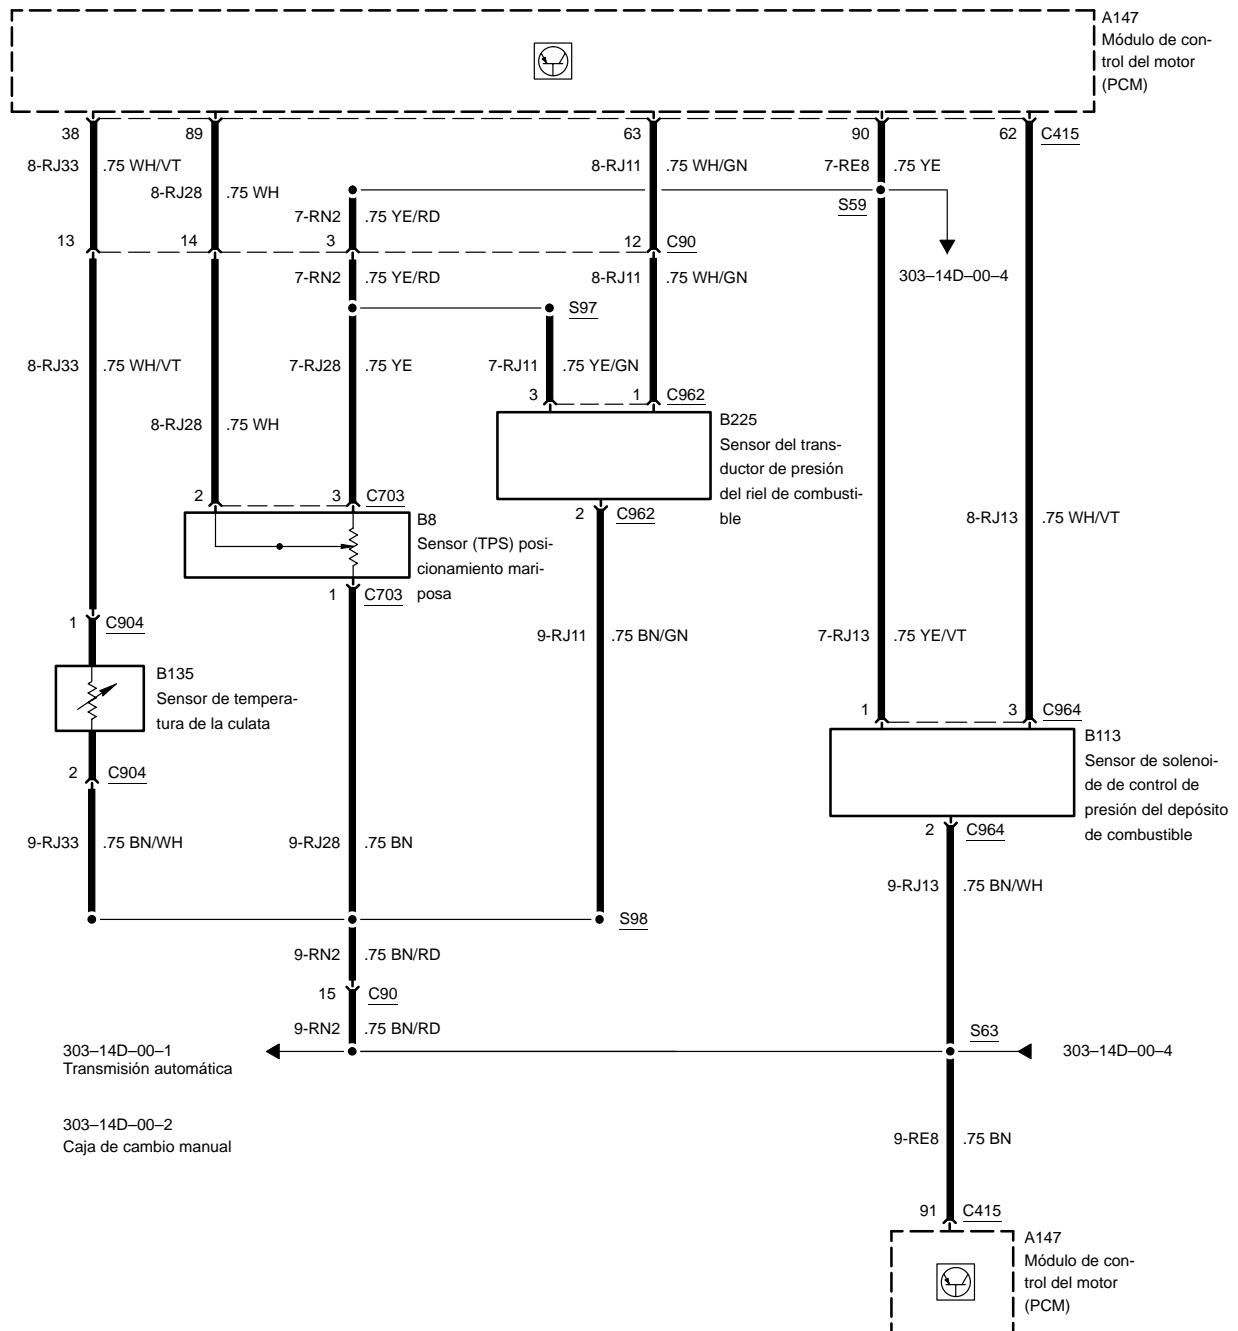 A147
Módulo de con-
trol del motor
(PCM)
38
89
63
90
62
C415
8-RJ33
.75 WH/VT
8-RJ11
.75 WH/GN
7-RE8
.75 YE
8-RJ28
.75 WH
S59
7-RN2
.75 YE/RD
13
14
3
12
C90
303–14D–00–4
7-RN2
.75 YE/RD
8-RJ11
.75 WH/GN
S97
8-RJ33
.75 WH/VT
7-RJ28
.75 YE
7-RJ11
.75 YE/GN
3
1
C962
8-RJ28
.75 WH
B225
Sensor del trans-
ductor de presión
del riel de combusti-
ble
2
3
C703
2
C962
8-RJ13
.75 WH/VT
B8
Sensor (TPS) posi-
cionamiento mari-
posa
1
C703
1
C904
9-RJ11
.75 BN/GN
7-RJ13
.75 YE/VT
B135
Sensor de tempera-
tura de la culata
1
3
C964
B113
Sensor de solenoi-
de de control de
presión del depósito
de combustible
2
C904
2
C964
9-RJ33
.75 BN/WH
9-RJ28
.75 BN
9-RJ13
.75 BN/WH
S98
9-RN2
.75 BN/RD
15
C90
9-RN2
.75 BN/RD
S63
303–14D–00–1
Transmisión automática
303–14D–00–4
303–14D–00–2
Caja de cambio manual
9-RE8
.75 BN
91
C415
A147
Módulo de con-
trol del motor
(PCM)